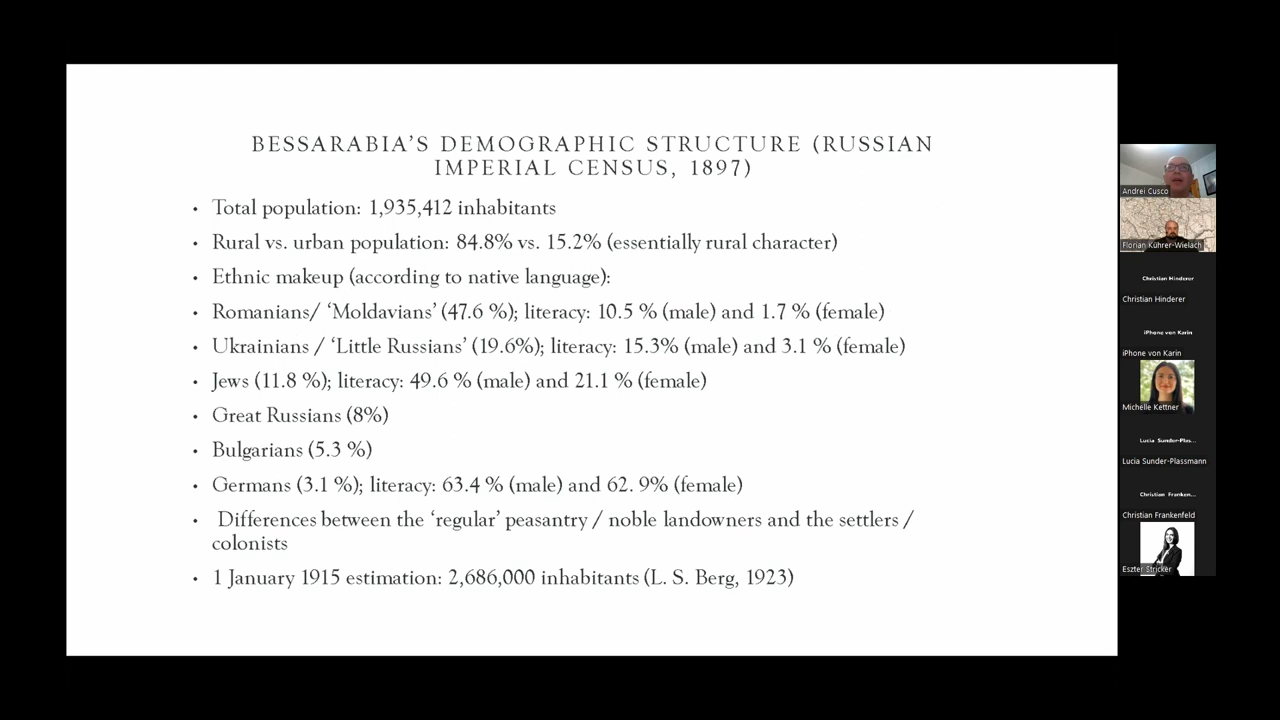 BESSARABIA'S DEMOGRAPHIC STRUCTURE (RUSSIAN
IMPERIAL CENSUS, 1897)
• Total population: 1,935,412 inhabitants
• Rural vs. urban population: 84.8% vs. 15.2% (essentially rural character)
• Ethnic makeup (according to native language):
• Romanians/ ‘Moldavians’ (47.6 %); literacy: 10.5 % (male) and 1.7 % (female)
• Ukrainians / ‘Little Russians’ (19.6%); literacy: 15.3% (male) and 3.1 % (female)
• Jews (11.8 %); literacy: 49.6 % (male) and 21.1 % (female)
• Great Russians (8%)
• Bulgarians (5.3 %)
• Germans (3.1 %); literacy: 63.4 % (male) and 62. 9% (female)
• Differences between the ‘regular’ peasantry / noble landowners and the settlers /
colonists
• 1 January 1915 estimation: 2,686,000 inhabitants (L. S. Berg, 1923)
Andrei Cusco
Florian Kührer-Wielach
Christian Hinderer
Christian Hinderer
iPhone von Karin
iPhone von Karin
Michelle Kettner
Lucia Sunder-Plas...
Lucia Sunder-Plassmann
Christian Franken...
Christian Frankenfeld
Eszter Stricker